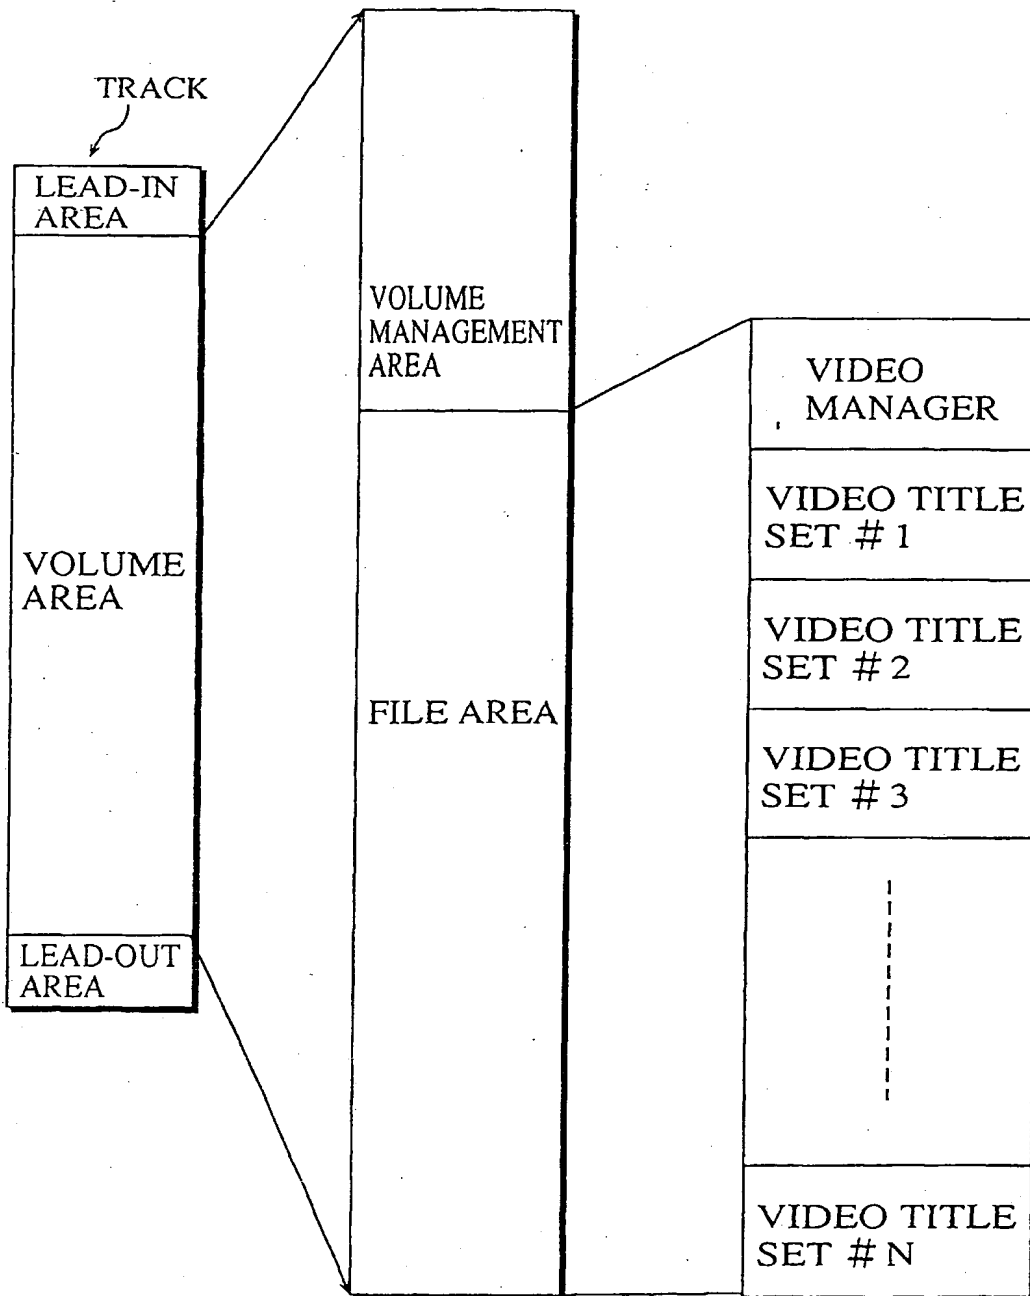 TRACK
LEAD-IN
AREA
VOLUME
AREA
LEAD-OUT
AREA
VOLUME
MANAGEMENT
AREA
FILE AREA
VIDEO
MANAGER
VIDEO TITLE
SET #1
VIDEO TITLE
SET #2
VIDEO TITLE
SET #3
VIDEO TITLE
SET #N